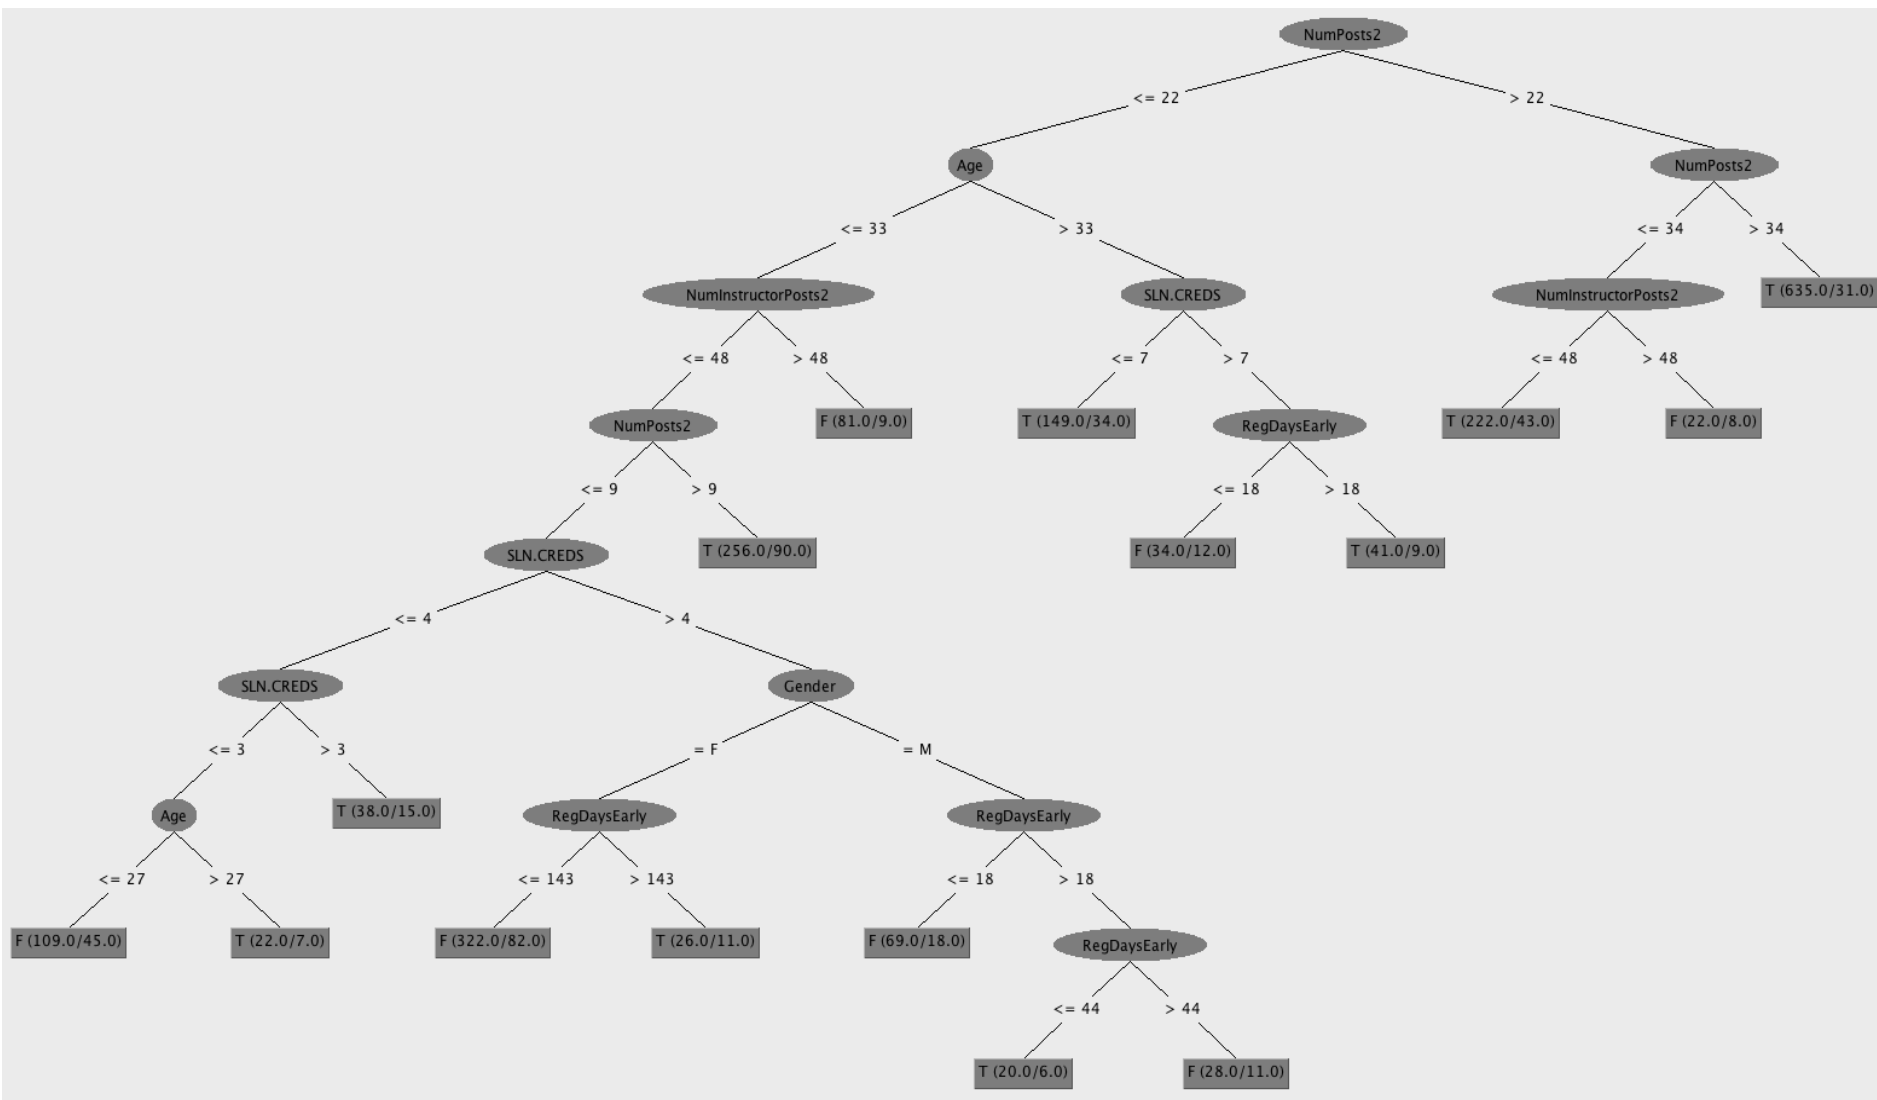 NumPosts2
<= 22
> 22
Age
NumPosts2
<= 33
> 33
<= 34
> 34
NumInstructorPosts2
SLN.CREDS
NumInstructorPosts2
T (635.0/31.0)
<= 48
> 48
<= 7
> 7
<= 48
> 48
NumPosts2
F (81.0/9.0)
T (149.0/34.0)
RegDaysEarly
T (222.0/43.0)
F (22.0/8.0)
<= 9
> 9
<= 18
> 18
SLN.CREDS
T (256.0/90.0)
F (34.0/12.0)
T (41.0/9.0)
<= 4
> 4
SLN.CREDS
Gender
<= 3
> 3
= F
= M
Age
T (38.0/15.0)
RegDaysEarly
RegDaysEarly
<= 27
> 27
<= 143
> 143
<= 18
> 18
F (109.0/45.0)
T (22.0/7.0)
F (322.0/82.0)
T (26.0/11.0)
F (69.0/18.0)
RegDaysEarly
<= 44
> 44
T (20.0/6.0)
F (28.0/11.0)